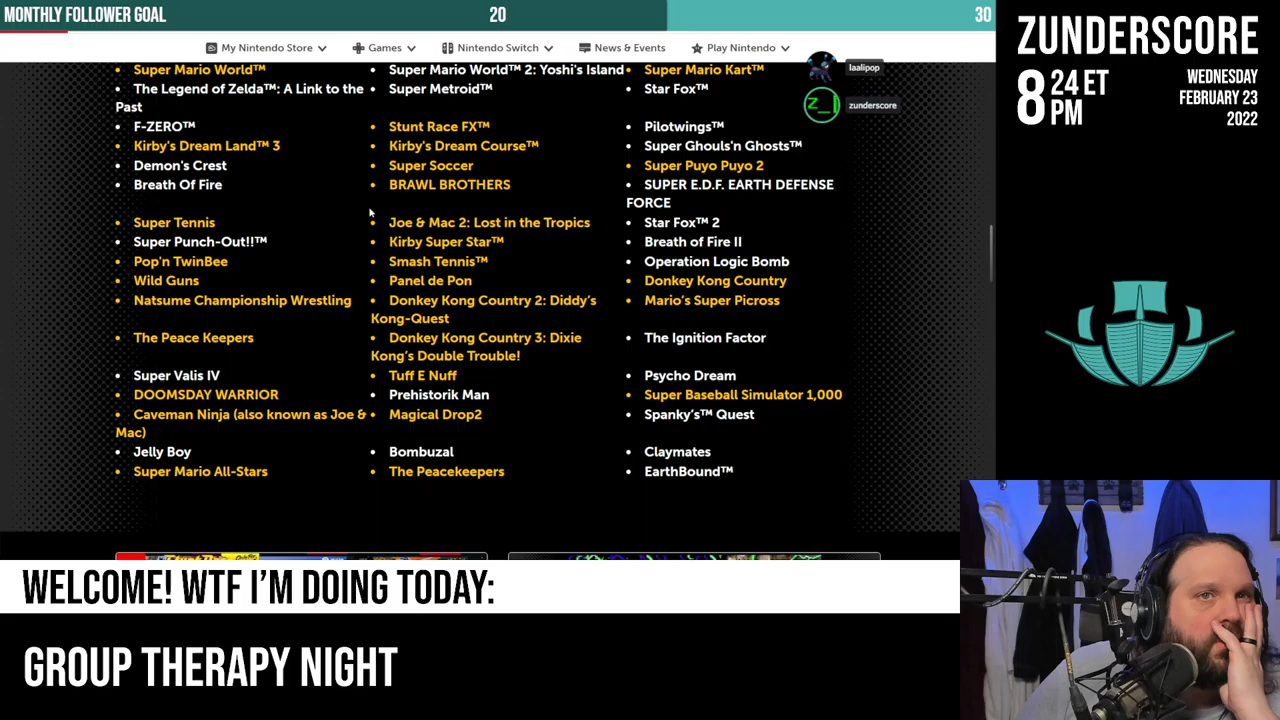 MONTHLY FOLLOWER GOAL
20
30
My Nintendo Store
Games
Nintendo Switch
News & Events
Play Nintendo
Super Mario World™
Super Mario World™ 2: Yoshi's Island
Super Mario Kart™
The Legend of Zelda™: A Link to the
Past
Super Metroid™
Star Fox™
F-ZERO™
Stunt Race FX™
Pilotwings™
Kirby's Dream Land™ 3
Kirby's Dream Course™
Super Ghouls'n Ghosts™
Demon's Crest
Super Soccer
Super Puyo Puyo 2
Breath Of Fire
BRAWL BROTHERS
SUPER E.D.F. EARTH DEFENSE
FORCE
Super Tennis
Joe & Mac 2: Lost in the Tropics
Star Fox™ 2
Super Punch-Out!!™
Kirby Super Star™
Breath of Fire II
Pop'n TwinBee
Smash Tennis™
Operation Logic Bomb
Wild Guns
Panel de Pon
Donkey Kong Country
Natsume Championship Wrestling
Donkey Kong Country 2: Diddy’s
Kong-Quest
Mario’s Super Picross
The Peace Keepers
Donkey Kong Country 3: Dixie
Kong’s Double Trouble!
The Ignition Factor
Super Valis IV
Tuff E Nuff
Psycho Dream
DOOMSDAY WARRIOR
Prehistorik Man
Super Baseball Simulator 1,000
Caveman Ninja (also known as Joe &
Mac)
Magical Drop2
Spanky’s™ Quest
Jelly Boy
Bombuzal
Claymates
Super Mario All-Stars
The Peacekeepers
EarthBound™
laalipop
z_
zunderscore
ZUNDERSCORE
8 24 ET
PM
WEDNESDAY
FEBRUARY 23
2022
WELCOME! WTF I’M DOING TODAY:
GROUP THERAPY NIGHT